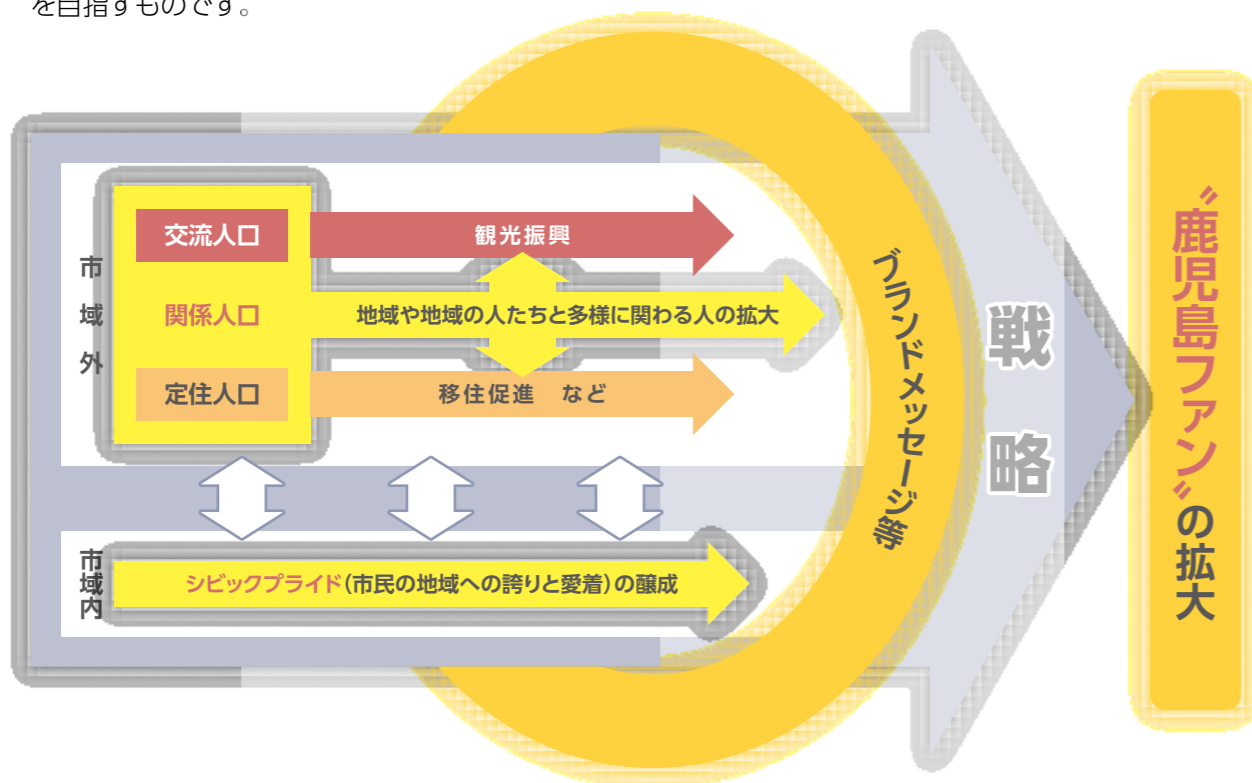 を目指すものです。
市域外
交流人口
観光振興
関係人口
地域や地域の人たちと多様に関わる人の拡大
定住人口
移住促進　など
市域内
シビックプライド(市民の地域への誇りと愛着)の醸成
ブランドメッセージ等
戦略
〝鹿児島ファン〟の拡大